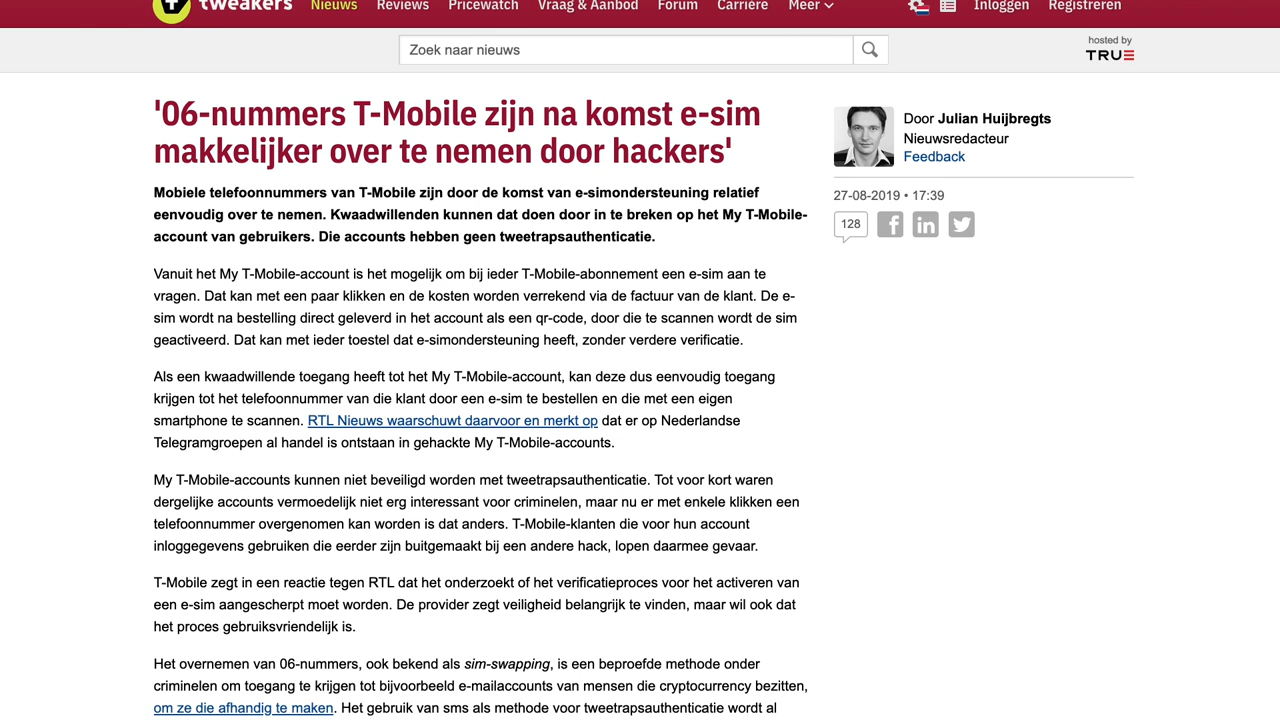 tweakers Nieuws Reviews Pricewatch Vraag & Aanbod Forum Carrière Meer Inloggen Registreren
Zoek naar nieuws
hosted by
TRUE
'06-nummers T-Mobile zijn na komst e-sim
makkelijker over te nemen door hackers'
Mobiele telefoonnummers van T-Mobile zijn door de komst van e-simondersteuning relatief
eenvoudig over te nemen. Kwaadwillenden kunnen dat doen door in te breken op het My T-Mobile-
account van gebruikers. Die accounts hebben geen tweetrapsauthenticatie.
Vanuit het My T-Mobile-account is het mogelijk om bij ieder T-Mobile-abonnement een e-sim aan te
vragen. Dat kan met een paar klikken en de kosten worden verrekend via de factuur van de klant. De e-
sim wordt na bestelling direct geleverd in het account als een qr-code, door die te scannen wordt de sim
geactiveerd. Dat kan met ieder toestel dat e-simondersteuning heeft, zonder verdere verificatie.
Als een kwaadwillende toegang heeft tot het My T-Mobile-account, kan deze dus eenvoudig toegang
krijgen tot het telefoonnummer van die klant door een e-sim te bestellen en die met een eigen
smartphone te scannen. RTL Nieuws waarschuwt daarvoor en merkt op dat er op Nederlandse
Telegramgroepen al handel is ontstaan in gehackte My T-Mobile-accounts.
My T-Mobile-accounts kunnen niet beveiligd worden met tweetrapsauthenticatie. Tot voor kort waren
dergelijke accounts vermoedelijk niet erg interessant voor criminelen, maar nu er met enkele klikken een
telefoonnummer overgenomen kan worden is dat anders. T-Mobile-klanten die voor hun account
inloggegevens gebruiken die eerder zijn buitgemaakt bij een andere hack, lopen daarmee gevaar.
T-Mobile zegt in een reactie tegen RTL dat het onderzoekt of het verificatieproces voor het activeren van
een e-sim aangescherpt moet worden. De provider zegt veiligheid belangrijk te vinden, maar wil ook dat
het proces gebruiksvriendelijk is.
Het overnemen van 06-nummers, ook bekend als sim-swapping, is een beproefde methode onder
criminelen om toegang te krijgen tot bijvoorbeeld e-mailaccounts van mensen die cryptocurrency bezitten,
om ze die afhandig te maken. Het gebruik van sms als methode voor tweetrapsauthenticatie wordt al
Door Julian Huijbregts
Nieuwsredacteur
Feedback
27-08-2019 • 17:39
128